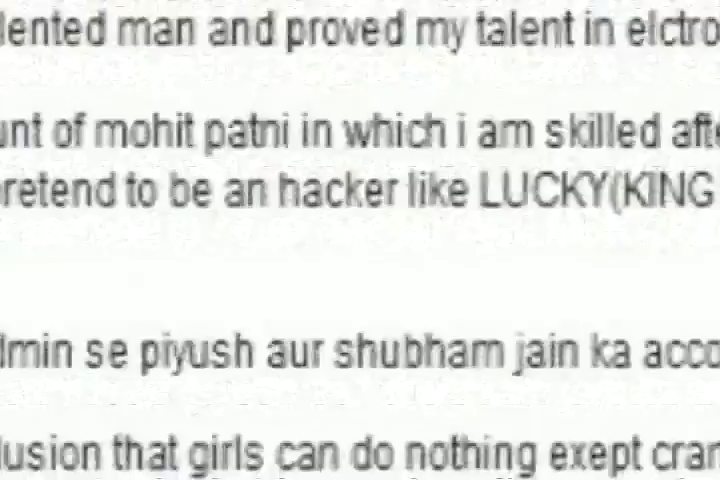 lented man and proved my talent in elctro
unt of mohit patni in which i am skilled afte
retend to be an hacker like LUCKY(KING
dmin se piyush aur shubham jain ka acco
lusion that girls can do nothing exept cram